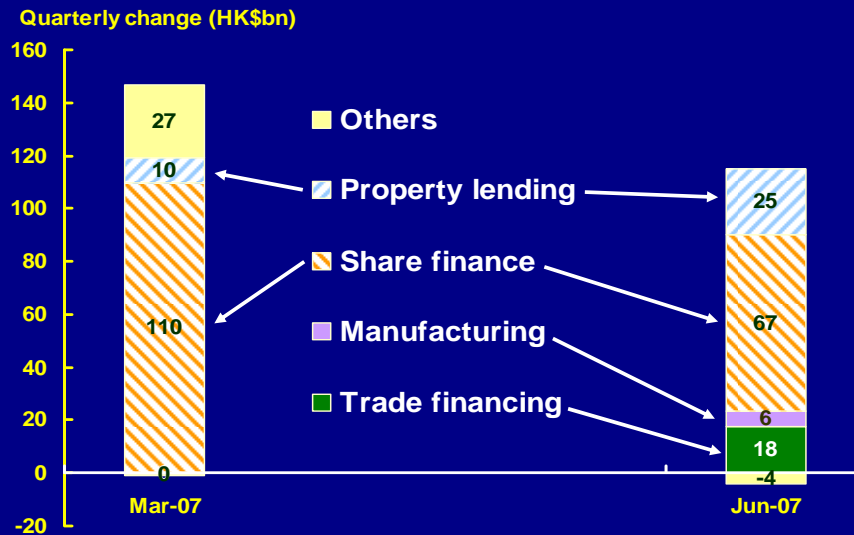 Quarterly change (HK$bn)
160
140
120
100
80
60
40
20
0
-20
27
10
110
0
Mar-07
Others
Property lending
Share finance
Manufacturing
Trade financing
25
67
6
18
-4
Jun-07